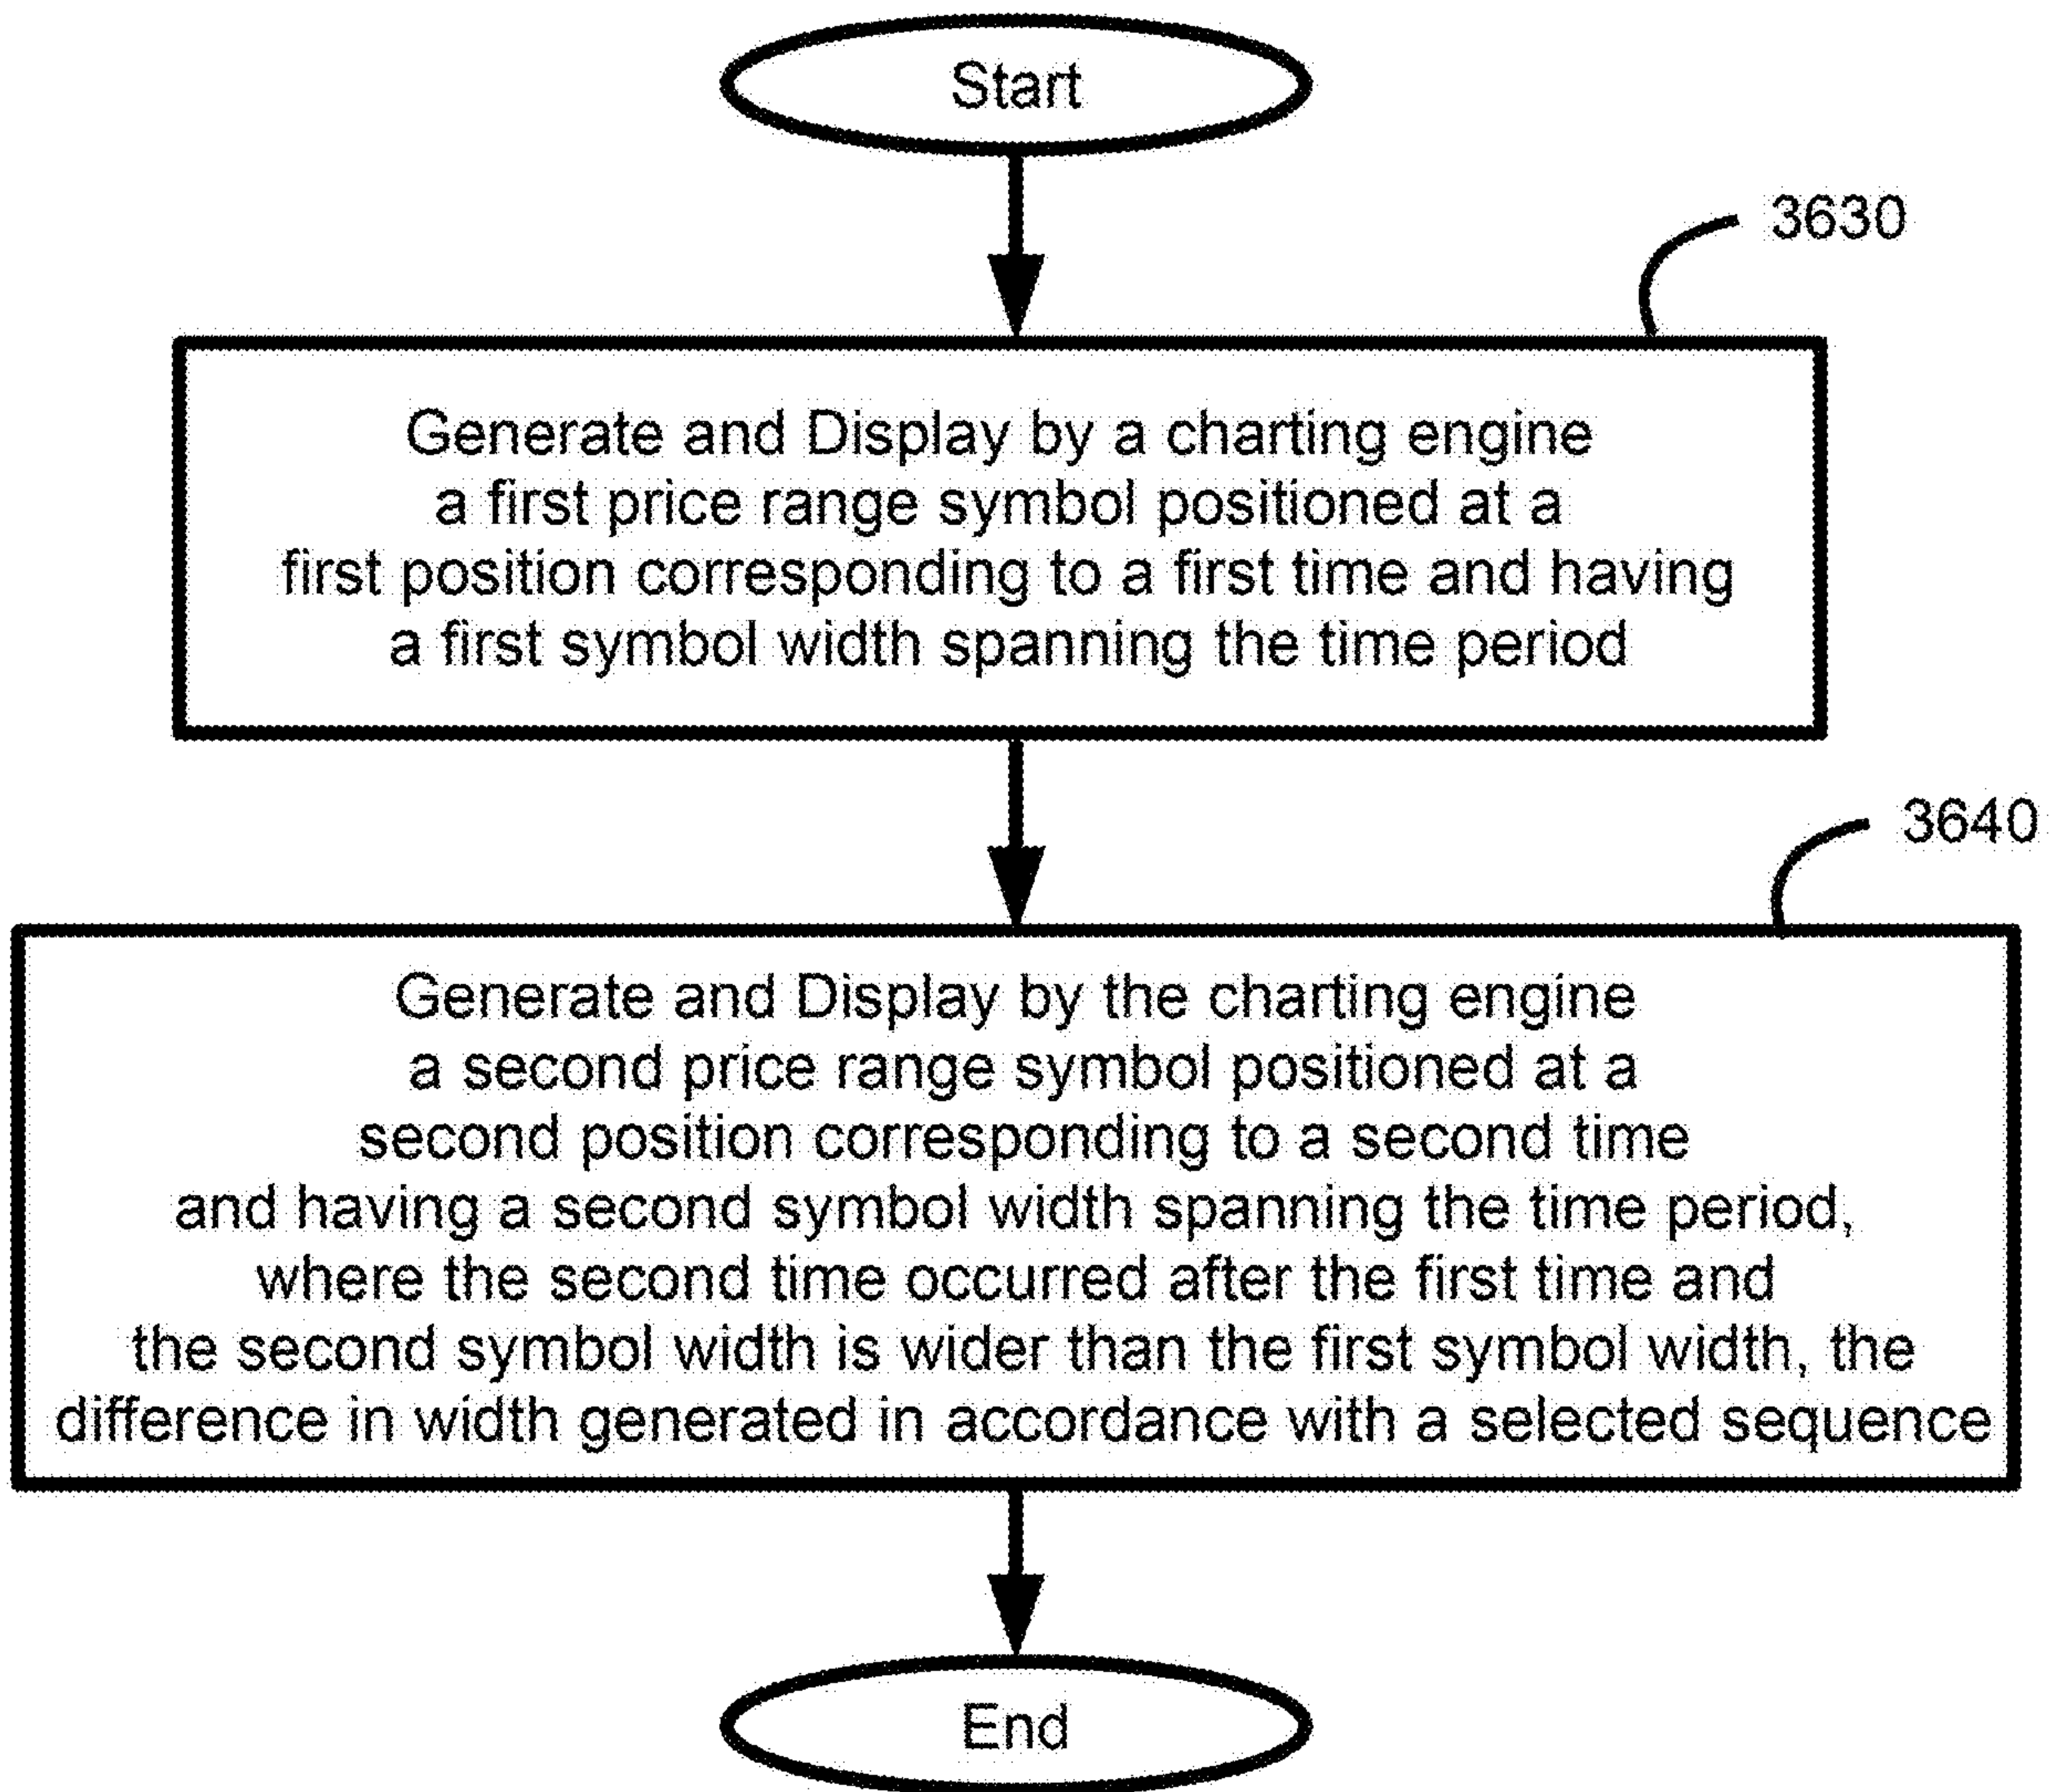 Start
3630
Generate and Display by a charting engine
a first price range symbol positioned at a
first position corresponding to a first time and having
a first symbol width spanning the time period
3640
Generate and Display by the charting engine
a second price range symbol positioned at a
second position corresponding to a second time
and having a second symbol width spanning the time period,
where the second time occurred after the first time and
the second symbol width is wider than the first symbol width, the
difference in width generated in accordance with a selected sequence
End